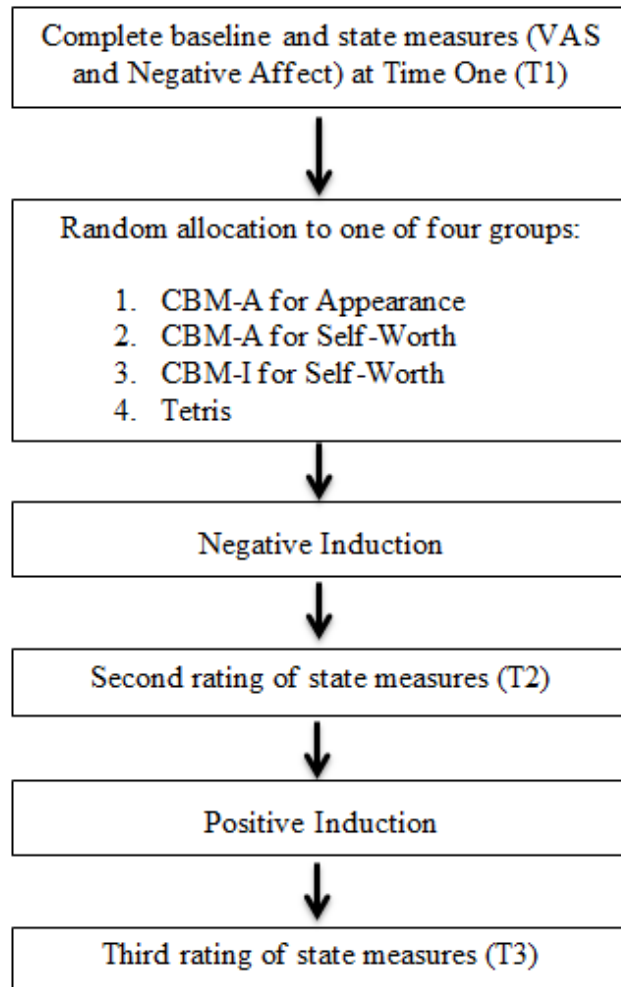 Complete baseline and state measures (VAS
and Negative Affect) at Time One (T1)
Random allocation to one of four groups:
1. CBM-A for Appearance
2. CBM-A for Self-Worth
3. CBM-I for Self-Worth
4. Tetris
Negative Induction
Second rating of state measures (T2)
Positive Induction
Third rating of state measures (T3)